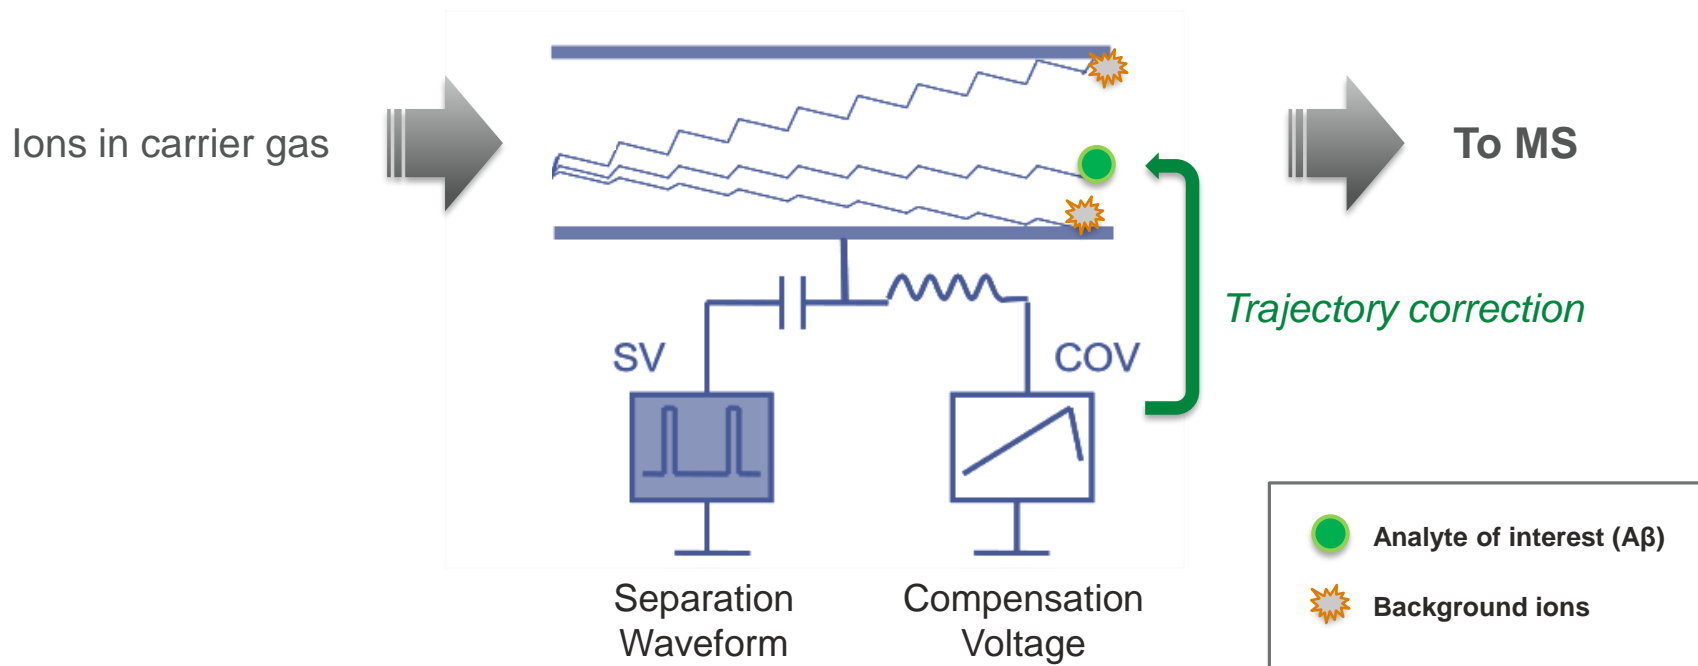 Ions in carrier gas
To MS
Trajectory correction
SV
COV
Separation
Waveform
Compensation
Voltage
Analyte of interest (Aβ)
Background ions